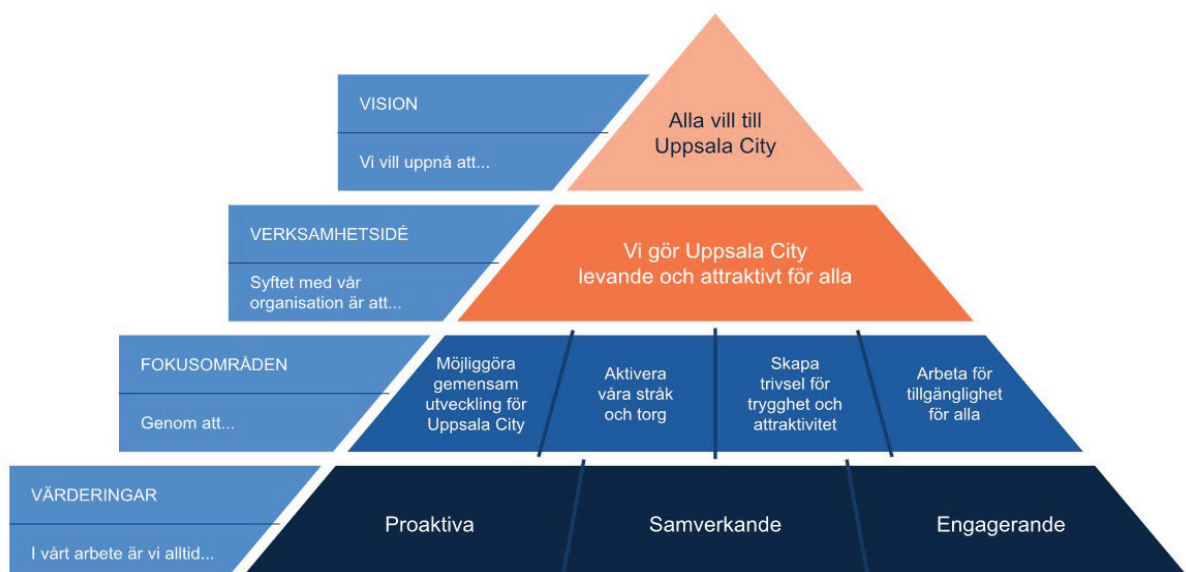 VISION
Vi vill uppnå att...
Alla vill till
Uppsala City
VERKSAMHETSIDÉ
Syftet med vår
organisation är att...
Vi gör Uppsala City
levande och attraktivt för alla
FOKUSOMRÅDEN
Genom att...
Möjliggöra
gemensam
utveckling för
Uppsala City
Aktivera
våra stråk
och torg
Skapa
trivsel för
trygghet och
attraktivitet
Arbeta för
tillgänglighet
för alla
VÄRDERINGAR
I vårt arbete är vi alltid...
Proaktiva
Samverkande
Engagerande